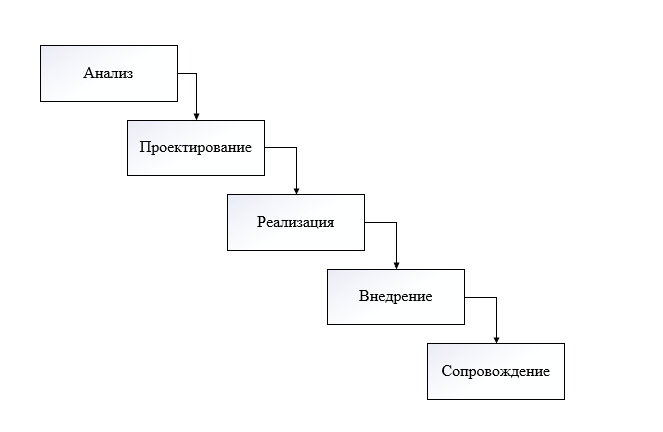 Анализ
Проектирование
Реализация
Внедрение
Сопровождение